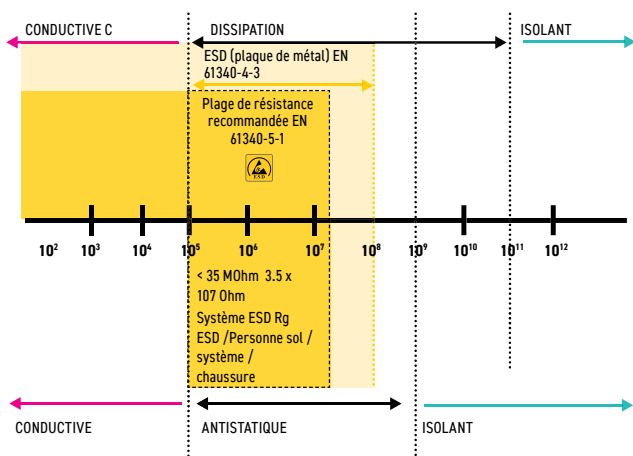 CONDUCTIVE C
DISSIPATION
ISOLANT
ESD (plaque de métal) EN
61340-4-3
Plage de résistance
recommandée EN
61340-5-1
ESD
10² 10³ 10⁴ 10⁵ 10⁶ 10⁷ 10⁸ 10⁹ 10¹⁰ 10¹¹ 10¹²
< 35 MOhm 3.5 x
107 Ohm
Système ESD Rg
ESD /Personne sol /
système /
chaussure
CONDUCTIVE
ANTISTATIQUE
ISOLANT